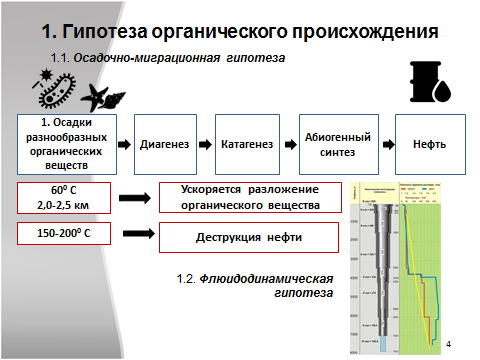 1. Гипотеза органического происхождения
1.1. Осадочно-миграционная гипотеза
1. Осадки
разнообразных
органических
веществ
Диагенез
Катагенез
Абиогенный
синтез
Нефть
60⁰ С
2,0-2,5 км
Ускоряется разложение
органического вещества
150-200⁰ С
Деструкция нефти
1.2. Флюидодинамическая
гипотеза
4